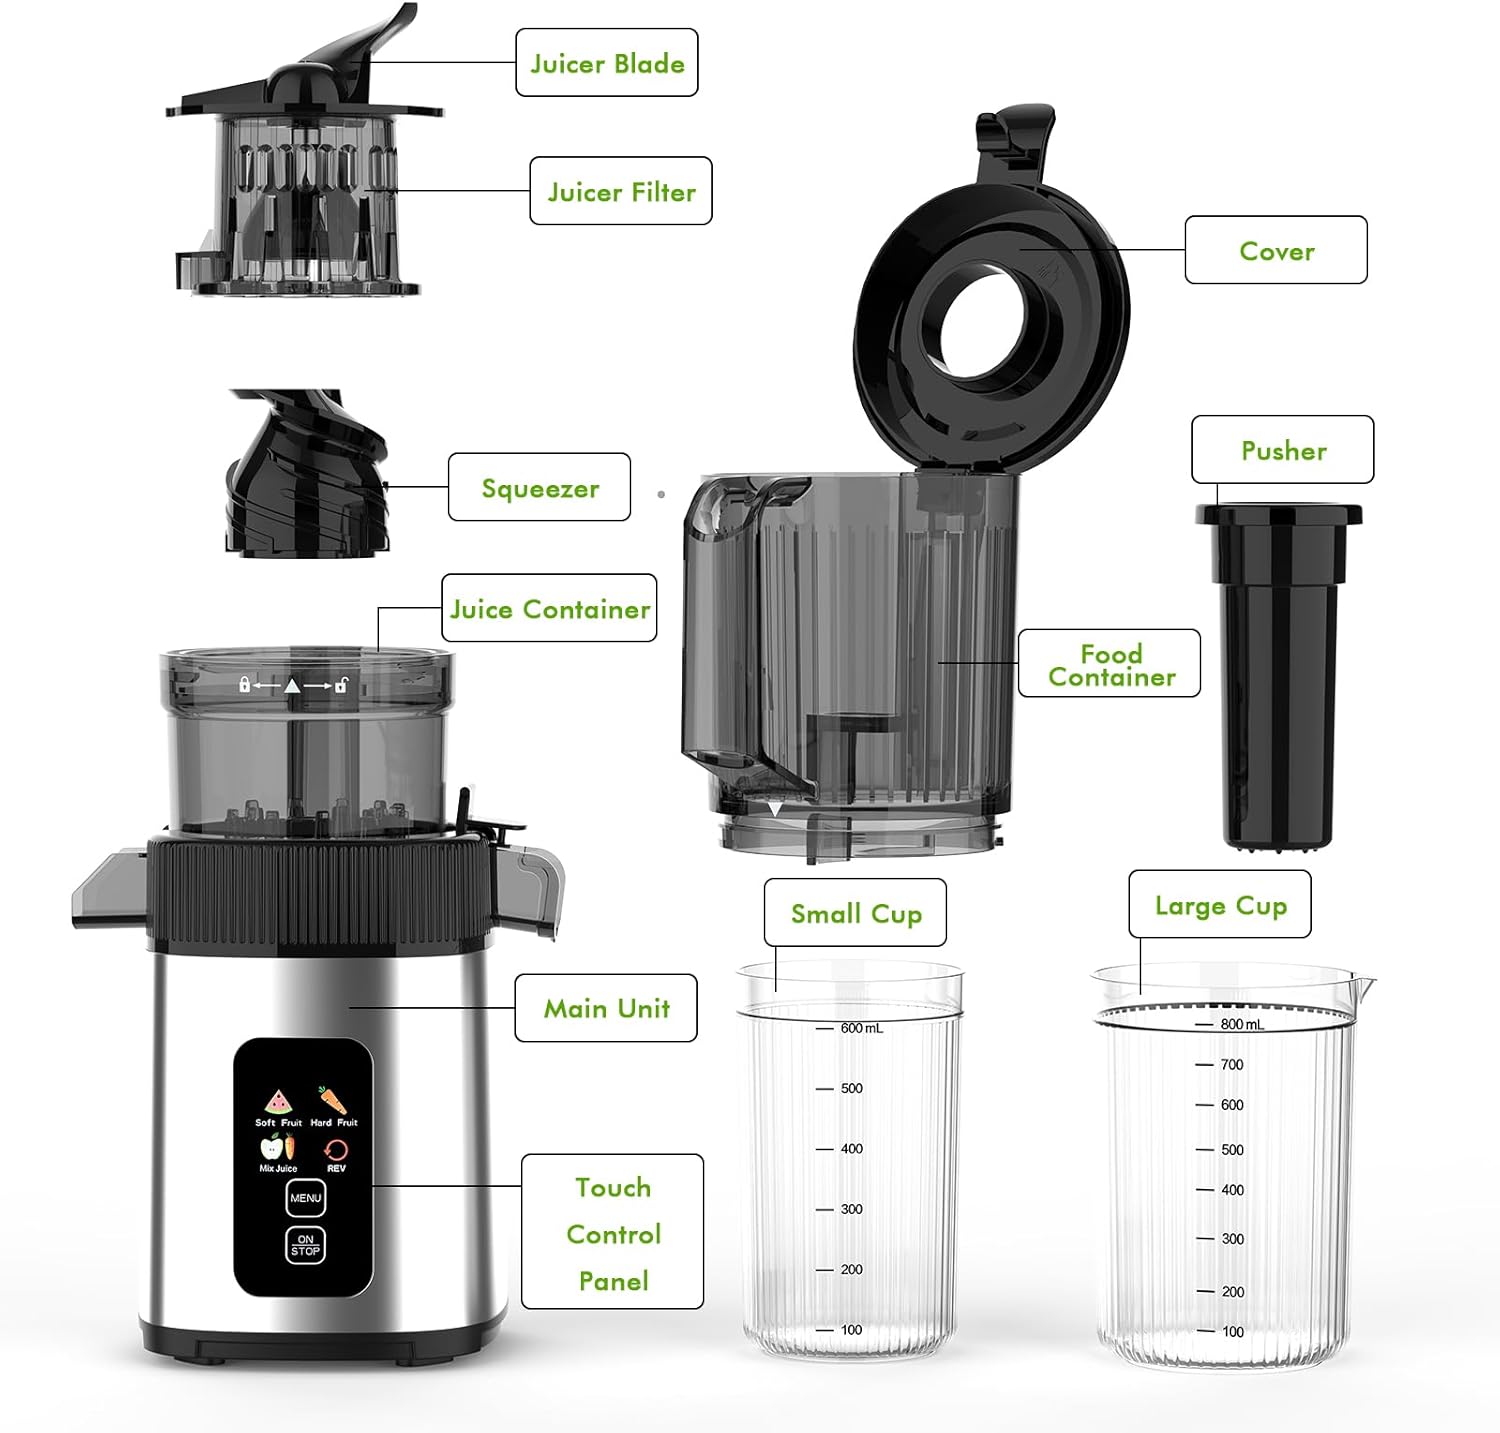 Juicer Blade
Juicer Filter
Cover
Squeezer
Pusher
Juice Container
Food
Container
Small Cup
Large Cup
Main Unit
600 mL
500
400
300
200
100
800 mL
700
600
500
400
300
200
100
Soft Fruit
Hard Fruit
Mix Juice
REV
MENU
ON
STOP
Touch
Control
Panel